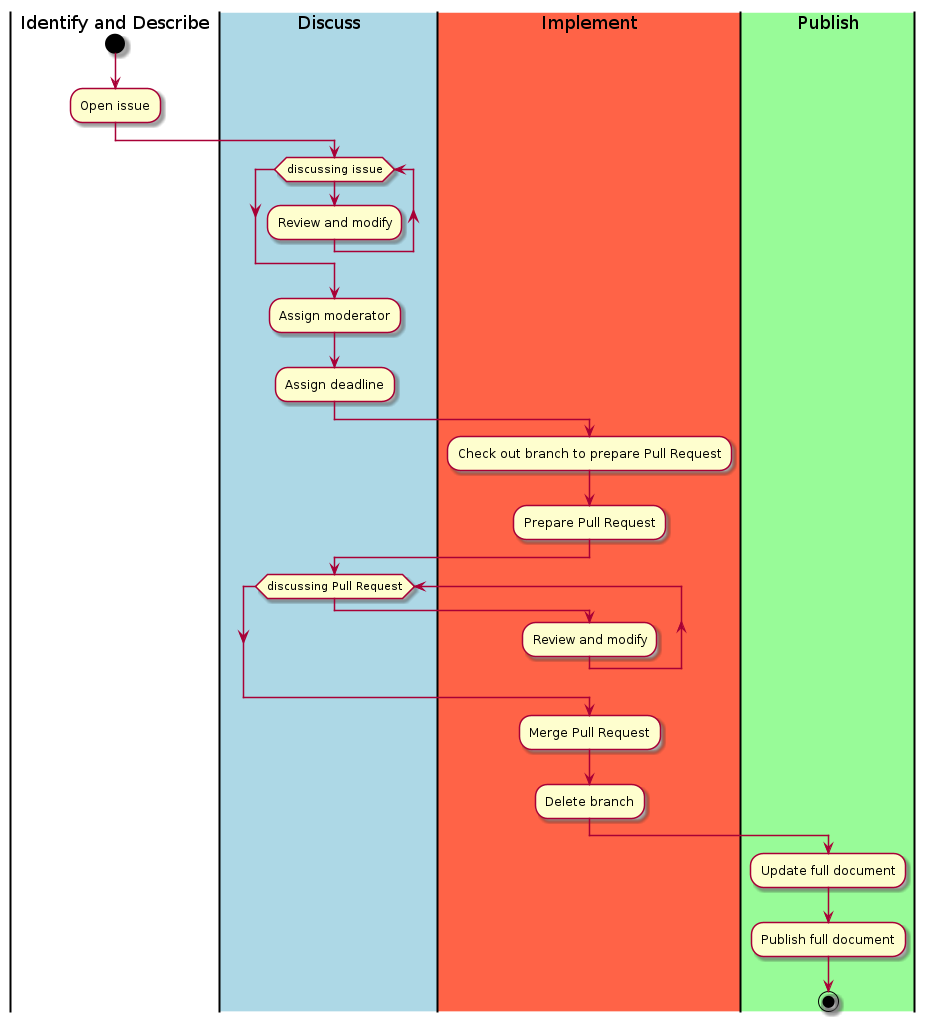 Identify and Describe
Discuss
Implement
Publish
Open issue
discussing issue
Review and modify
Assign moderator
Assign deadline
Check out branch to prepare Pull Request
Prepare Pull Request
discussing Pull Request
Review and modify
Merge Pull Request
Delete branch
Update full document
Publish full document